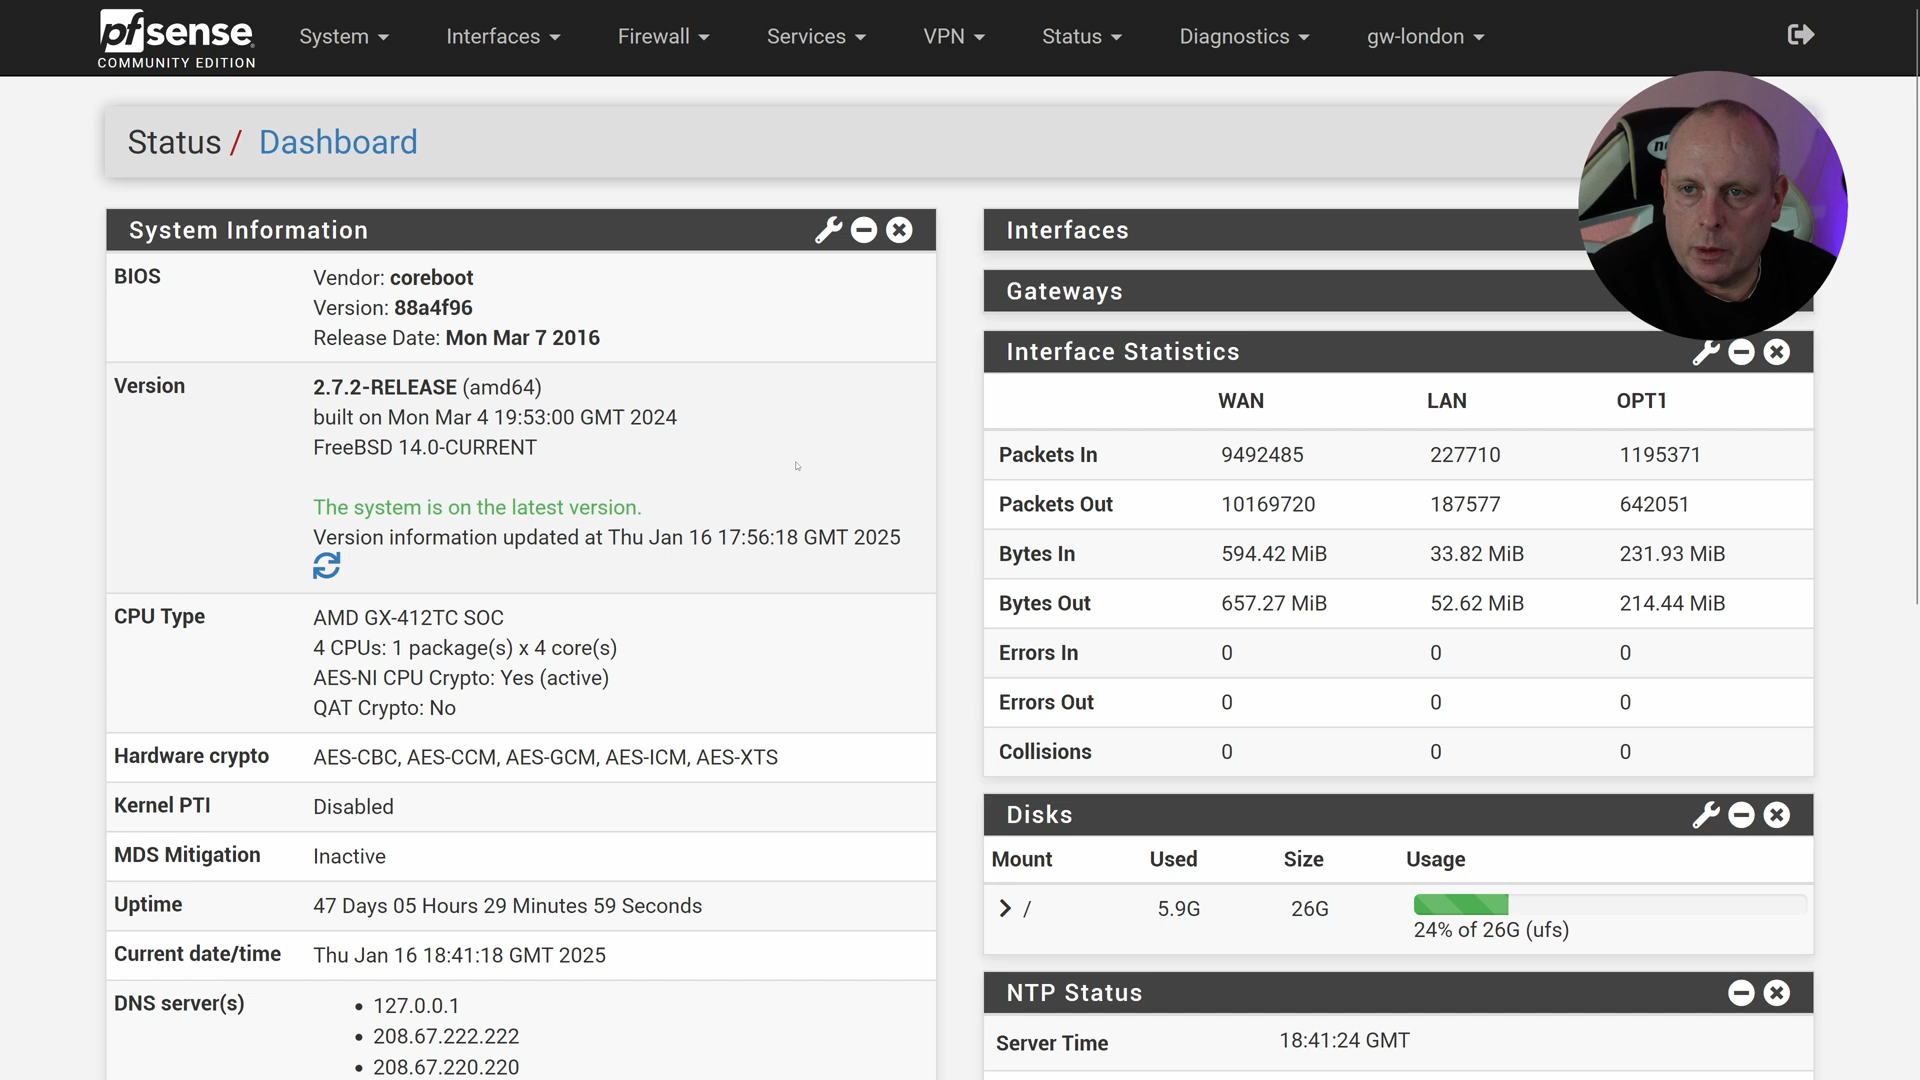 pfsense
COMMUNITY EDITION
System
Interfaces
Firewall
Services
VPN
Status
Diagnostics
gw-london
Status / Dashboard
System Information
BIOS
Vendor: coreboot
Version: 88a4f96
Release Date: Mon Mar 7 2016
Version
2.7.2-RELEASE (amd64)
built on Mon Mar 4 19:53:00 GMT 2024
FreeBSD 14.0-CURRENT
The system is on the latest version.
Version information updated at Thu Jan 16 17:56:18 GMT 2025
CPU Type
AMD GX-412TC SOC
4 CPUs: 1 package(s) x 4 core(s)
AES-NI CPU Crypto: Yes (active)
QAT Crypto: No
Hardware crypto
AES-CBC, AES-CCM, AES-GCM, AES-ICM, AES-XTS
Kernel PTI
Disabled
MDS Mitigation
Inactive
Uptime
47 Days 05 Hours 29 Minutes 59 Seconds
Current date/time
Thu Jan 16 18:41:18 GMT 2025
DNS server(s)
127.0.0.1
208.67.222.222
208.67.220.220
Interfaces
Gateways
Interface Statistics
WAN LAN OPT1
Packets In 9492485 227710 1195371
Packets Out 10169720 187577 642051
Bytes In 594.42 MiB 33.82 MiB 231.93 MiB
Bytes Out 657.27 MiB 52.62 MiB 214.44 MiB
Errors In 0 0 0
Errors Out 0 0 0
Collisions 0 0 0
Disks
Mount Used Size Usage
/ 5.9G 26G
24% of 26G (ufs)
NTP Status
Server Time 18:41:24 GMT